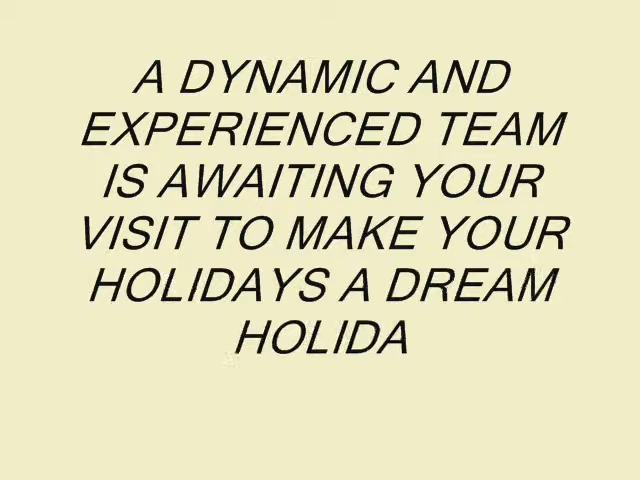 A DYNAMIC AND
EXPERIENCED TEAM
IS AWAITING YOUR
VISIT TO MAKE YOUR
HOLIDAYS A DREAM
HOLIDA